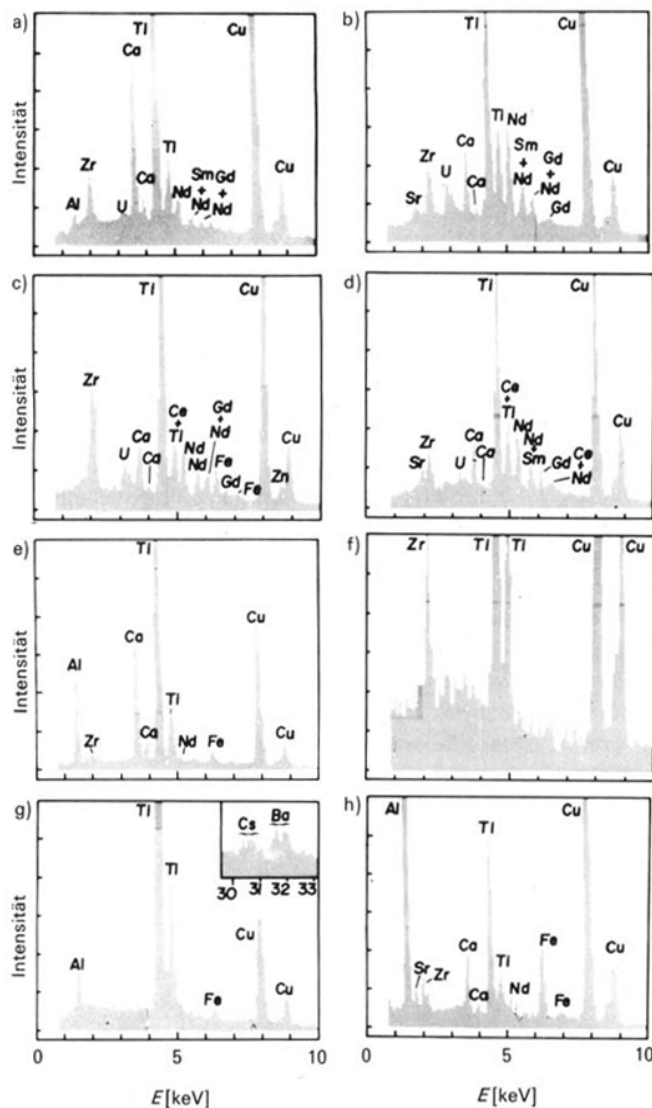 a)
Intensität
Ti
Ca
Cu
Zr
Al
U
Ca
Ti
Nd
Sm
+
Nd
Gd
+
Nd
Cu
b)
Ti
Cu
Sr
Zr
U
Ca
Ca
Ti
Nd
Sm
+
Nd
Gd
+
Nd
Gd
Cu
c)
Intensität
Ti
Cu
Zr
U
Ca
Ca
Ce
+
Ti
Nd
Nd
Gd
+
Nd
Fe
Gd
Fe
Cu
Zn
d)
Ti
Cu
Sr
Zr
U
Ca
Ca
Ce
+
Ti
Nd
Nd
+
Sm
Gd
Ce
+
Nd
Cu
e)
Intensität
Ti
Al
Zr
Ca
Ca
Ti
Nd
Fe
Cu
Cu
f)
Zr
Ti
Ti
Cu
Cu
g)
Intensität
Ti
Ti
Al
Fe
Cu
Cu
Cs
Ba
30 31 32 33
0 5 10
E [keV]
h)
Al
Ti
Cu
Sr
Zr
Ca
Ca
Ti
Nd
Fe
Fe
Cu
0 5 10
E [keV]